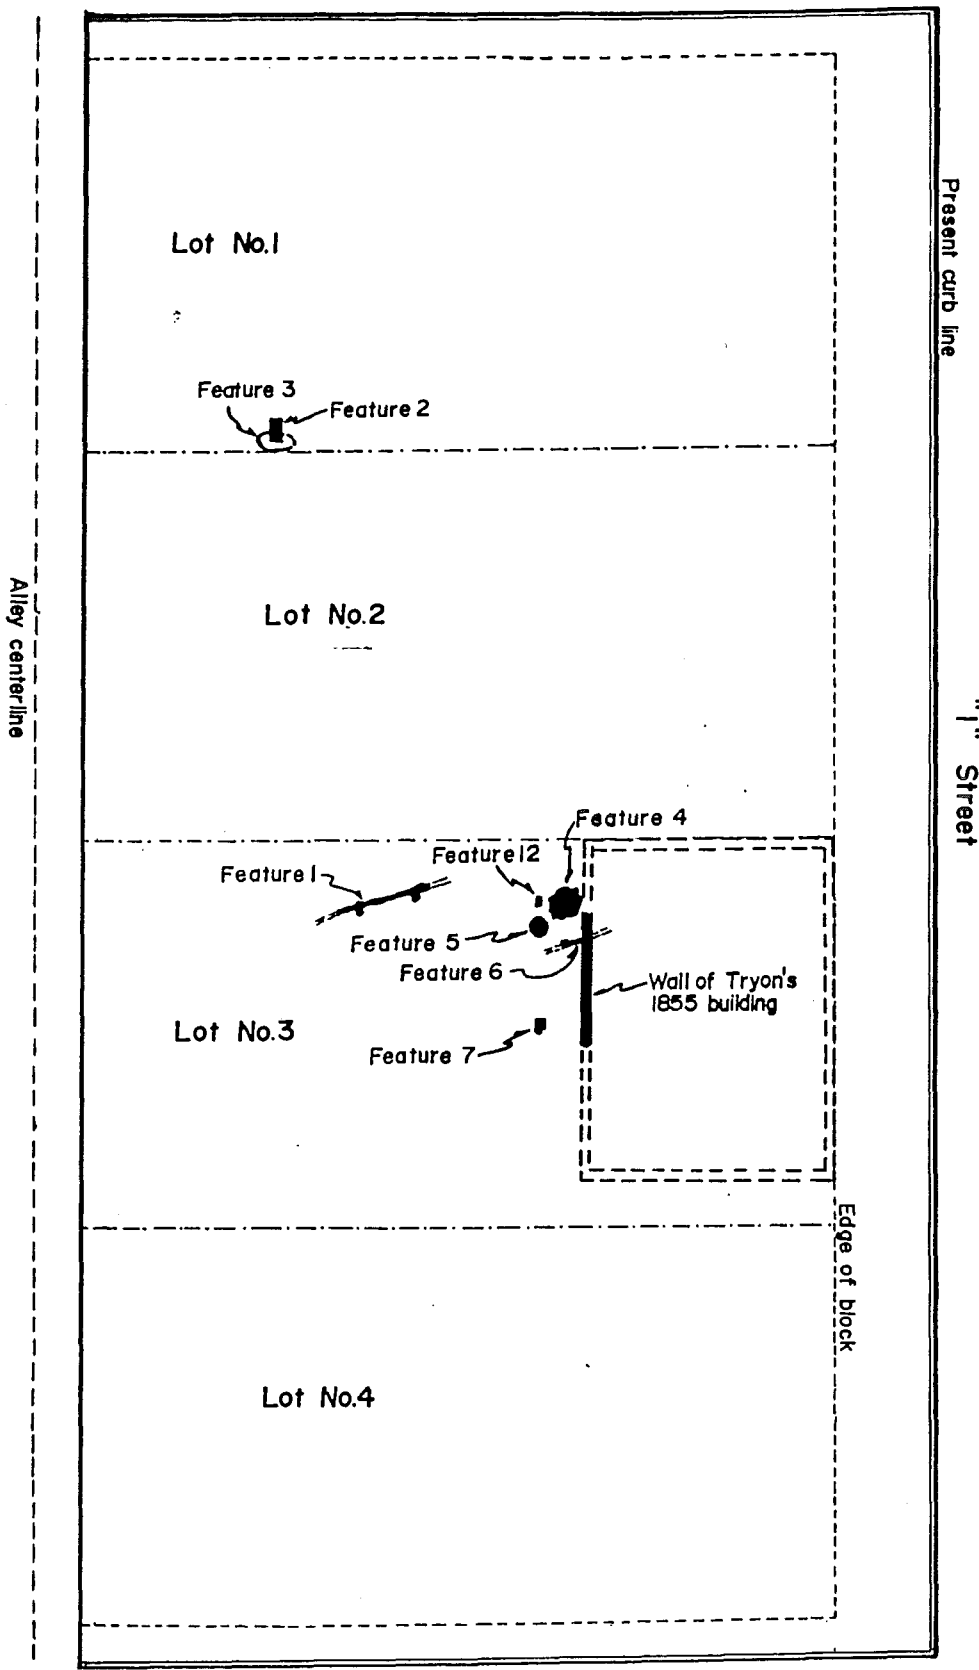 Present curb line
Lot No.1
Feature 3
Feature 2
Lot No.2
Alley centerline
Street
Feature 4
Feature 12
Feature 1
Feature 5
Feature 6
Wall of Tryon's
1855 building
Lot No.3
Feature 7
Edge of block
Lot No.4